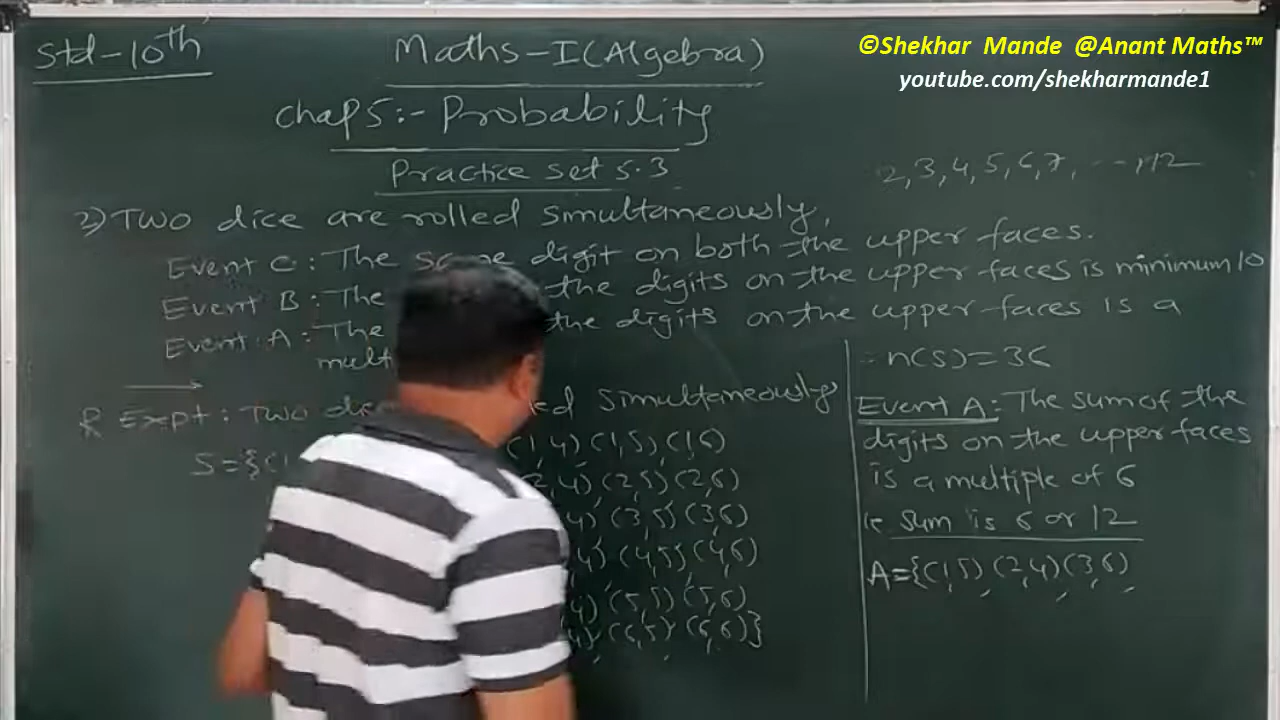 Std-10th
Maths-I(Algebra)
©Shekhar Mande @Anant Maths™
youtube.com/shekharmande1
Chap5:- Probability
Practice set 5.3
2,3,4,5,6,7,...,12
2) Two dice are rolled simultaneously,
Event C: The same digit on both the upper faces.
Event B: The the digits on the upper faces is minimum 10
Event A: The the digits on the upper faces is a
mult
R Expt: Two simultaneously
S={(1, (1,4) (1,5), (1,6)
(2,4) (2,5) (2,6)
(3,5) (3,6)
(4,5) (4,6)
(5,5) (5,6)
(6,5) (6,6)}
∴ n(S)=36
Event A: The sum of the
digits on the upper faces
is a multiple of 6
ie sum is 6 or 12
A={(1,5) (2,4) (3,6)